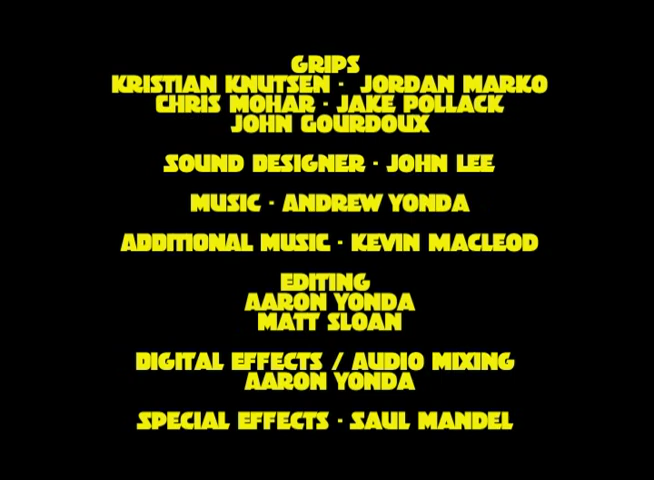 GRIPS
KRISTIAN KNUTSEN - JORDAN MARKO
CHRIS MOHAR - JAKE POLLACK
JOHN GOURDOUX
SOUND DESIGNER - JOHN LEE
MUSIC - ANDREW YONDA
ADDITIONAL MUSIC - KEVIN MACLEOD
EDITING
AARON YONDA
MATT SLOAN
DIGITAL EFFECTS / AUDIO MIXING
AARON YONDA
SPECIAL EFFECTS - SAUL MANDEL